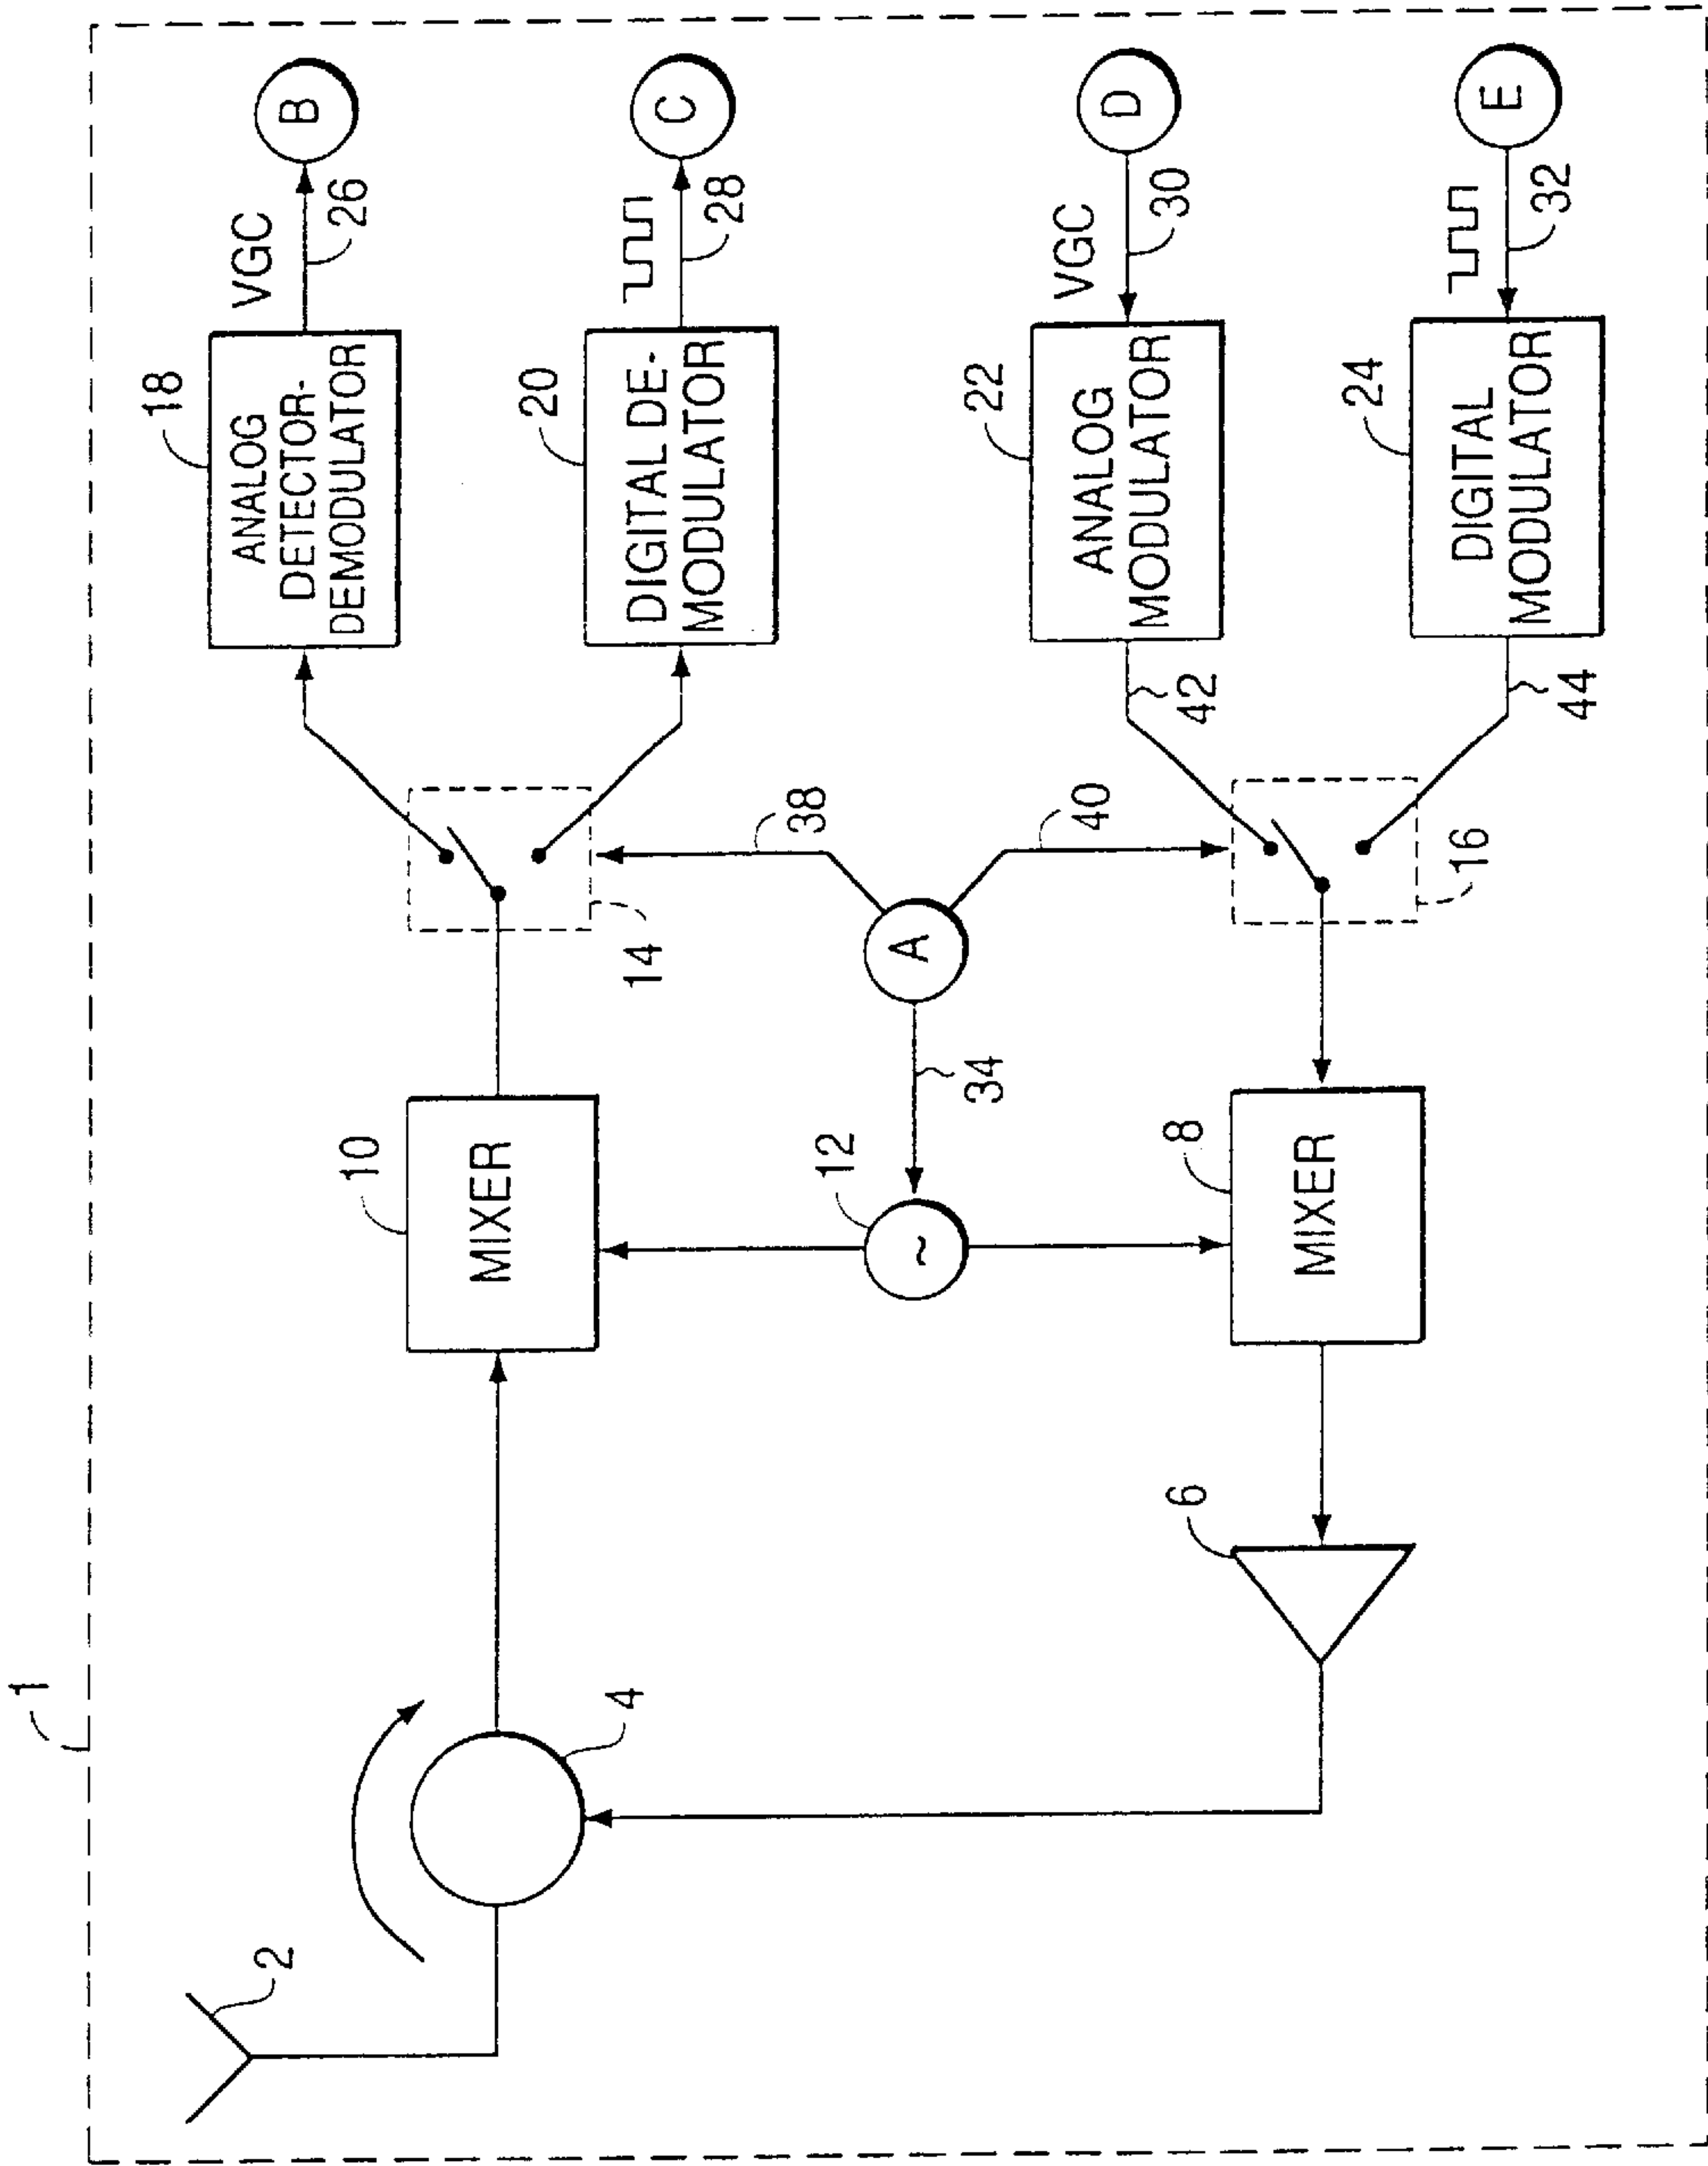 1
2
4
6
10
MIXER
12
~
34
A
8
MIXER
14
38
40
16
18
ANALOG
DETECTOR-
DEMODULATOR
VGC
26
B
20
DIGITAL DE-
MODULATOR
28
C
42
22
ANALOG
MODULATOR
VGC
30
D
44
24
DIGITAL
MODULATOR
32
E